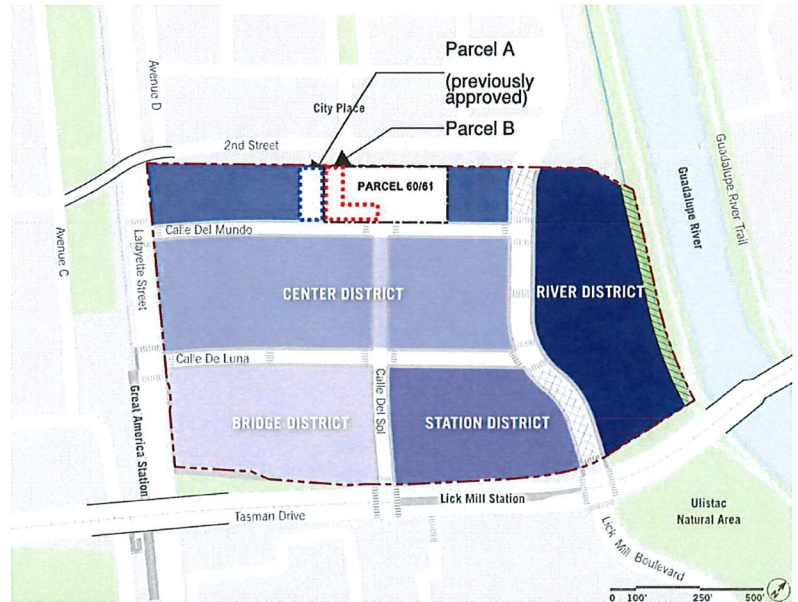 Parcel A
(previously
approved)
Parcel B
Avenue D
City Place
2nd Street
PARCEL 60/61
Guadalupe River Trail
Guadalupe River
Avenue C
Lafayette Street
Calle Del Mundo
CENTER DISTRICT
RIVER DISTRICT
Calle De Luna
Calle Del Sol
Great America Station
BRIDGE DISTRICT
STATION DISTRICT
Lick Mill Station
Tasman Drive
Ulistac
Natural Area
Lick Mill Boulevard
0 100' 250' 500'
N